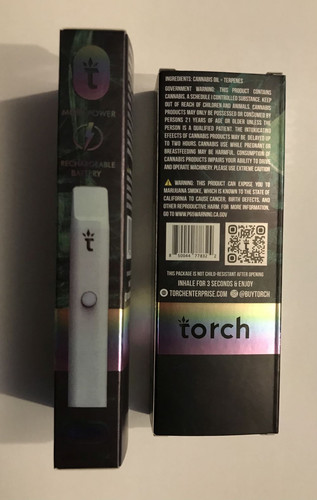 t
MORE POWER
RECHARGEABLE
BATTERY
t
INGREDIENTS: CANNABIS OIL + TERPENES
GOVERNMENT WARNING: THIS PRODUCT CONTAINS
CANNABIS, A SCHEDULE I CONTROLLED SUBSTANCE. KEEP
OUT OF REACH OF CHILDREN AND ANIMALS. CANNABIS
PRODUCTS MAY ONLY BE POSSESSED OR CONSUMED BY
PERSONS 21 YEARS OF AGE OR OLDER UNLESS THE
PERSON IS A QUALIFIED PATIENT. THE INTOXICATING
EFFECTS OF CANNABIS PRODUCTS MAY BE DELAYED UP
TO TWO HOURS. CANNABIS USE WHILE PREGNANT OR
BREASTFEEDING MAY BE HARMFUL. CONSUMPTION OF
CANNABIS PRODUCTS IMPAIRS YOUR ABILITY TO DRIVE
AND OPERATE MACHINERY. PLEASE USE EXTREME CAUTION
WARNING: THIS PRODUCT CAN EXPOSE YOU TO
MARIJUANA SMOKE, WHICH IS KNOWN TO THE STATE OF
CALIFORNIA TO CAUSE CANCER, BIRTH DEFECTS, AND
OTHER REPRODUCTIVE HARM. FOR MORE INFORMATION,
GO TO WWW.P65WARNING.CA.GOV
THIS PACKAGE IS NOT CHILD-RESISTANT AFTER OPENING
INHALE FOR 3 SECONDS & ENJOY
TORCHENTERPRISE.COM @BUYTORCH
torch